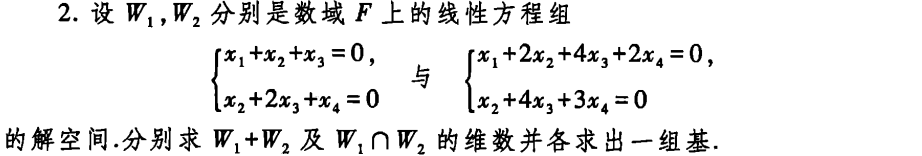 2. 设 W₁,W₂ 分别是数域 F 上的线性方程组
x₁+x₂+x₃=0, 与 x₁+2x₂+4x₃+2x₄=0,
x₂+2x₃+x₄=0 x₂+4x₃+3x₄=0
的解空间.分别求 W₁+W₂ 及 W₁∩W₂ 的维数并各求出一组基.